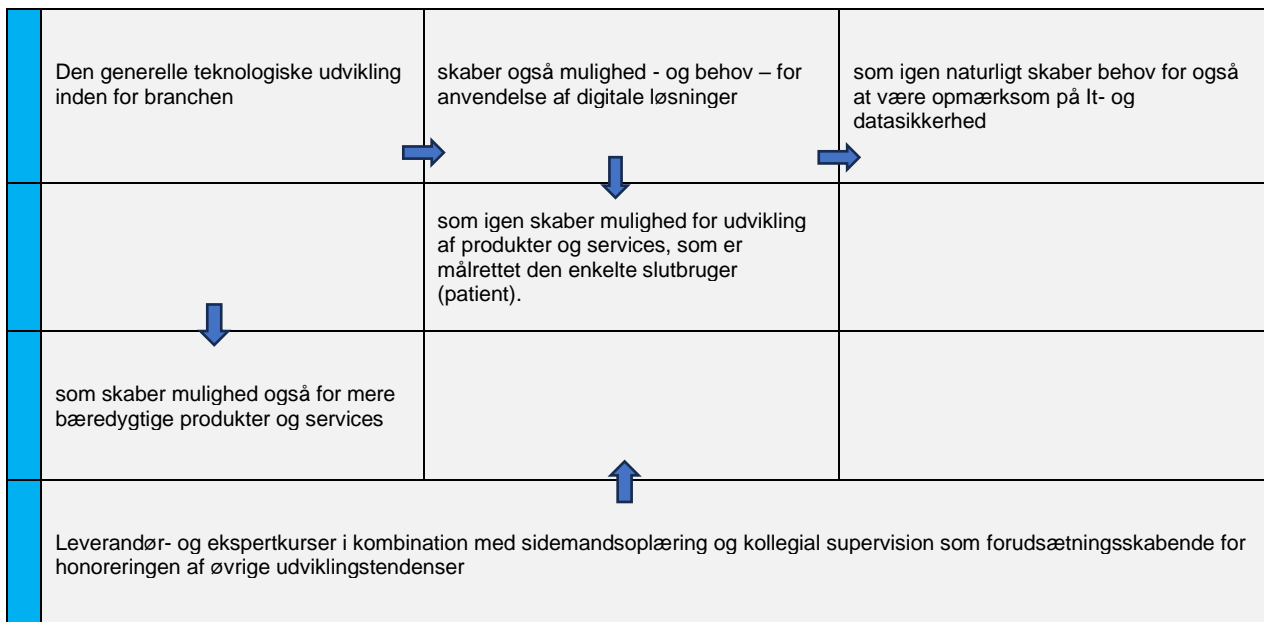 Den generelle teknologiske udvikling
inden for branchen
skaber også mulighed - og behov – for
anvendelse af digitale løsninger
som igen naturligt skaber behov for også
at være opmærksom på It- og
datasikkerhed
som igen skaber mulighed for udvikling
af produkter og services, som er
målrettet den enkelte slutbruger
(patient).
som skaber mulighed også for mere
bæredygtige produkter og services
Leverandør- og ekspertkurser i kombination med sidemandsoplæring og kollegial supervision som forudsætningsskabende for
honoreringen af øvrige udviklingstendenser